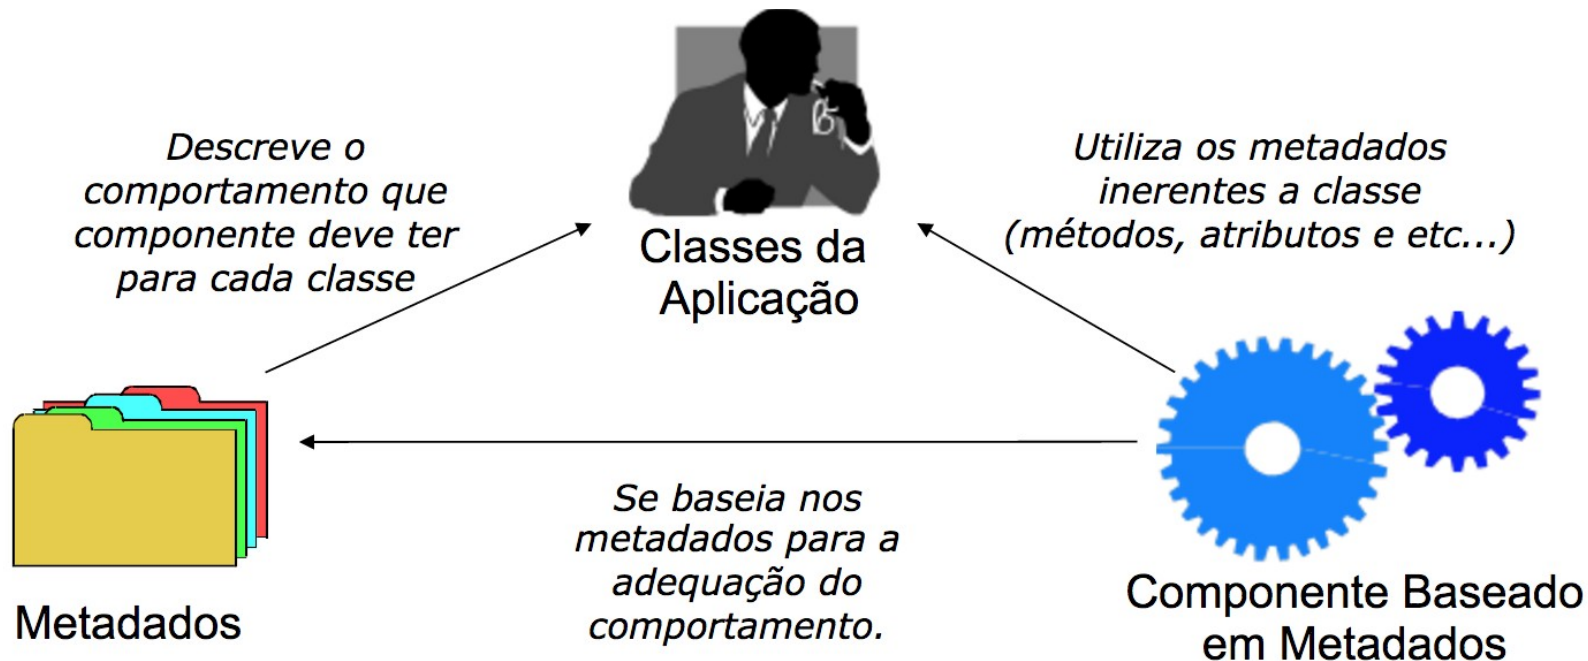 Descreve o
comportamento que
componente deve ter
para cada classe
Classes da
Aplicação
Utiliza os metadados
inerentes a classe
(métodos, atributos e etc...)
Se baseia nos
metadados para a
adequação do
comportamento.
Metadados
Componente Baseado
em Metadados